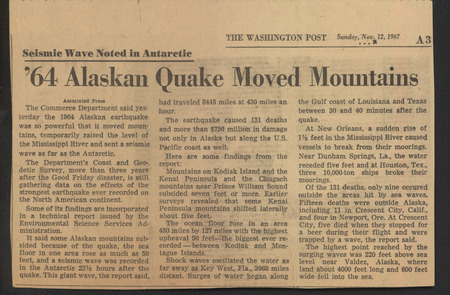 THE WASHINGTON POST Sunday, Nov. 12, 1967 A3
Seismic Wave Noted in Antarctic
'64 Alaskan Quake Moved Mountains
Associated Press
The Commerce Department said yes-
terday the 1964 Alaskan earthquake
was so powerful that it moved moun-
tains, temporarily raised the level of
the Mississippi River and sent a seismic
wave as far as the Antarctic.
The Department's Coast and Geo-
detic Survey, more than three years
after the Good Friday disaster, is still
gathering data on the effects of the
strongest earthquake ever recorded on
the North American continent.
Some of its findings are incorporated
in a technical report issued by the
Environmental Science Services Ad-
ministration.
It said some Alaskan mountains sub-
sided because of the quake, the sea
floor in one area rose as much as 50
feet, and a seismic wave was recorded
in the Antarctic 22½ hours after the
quake. This giant wave, the report said,
had traveled 8445 miles at 430 miles an
hour.
The earthquake caused 131 deaths
and more than $750 million in damage
not only in Alaska but along the U.S.
Pacific coast as well.
Here are some findings from the
report:
Mountains on Kodiak Island and the
Kenai Peninsula and the Chugach
mountains near Prince William Sound
subsided seven feet or more. Earlier
surveys revealed that some Kenai
Peninsula mountains shifted laterally
about five feet.
The ocean floor rose in an area
480 miles by 127 miles with the highest
upheaval 50 feet—the biggest ever re-
corded — between Kodiak and Mon-
tague Islands.
Shock waves oscillated the water as
far away as Key West, Fla., 3968 miles
distant. Surges of water began along
the Gulf coast of Louisiana and Texas
between 30 and 40 minutes after the
quake.
At New Orleans, a sudden rise of
1½ feet in the Mississippi River caused
vessels to break from their moorings.
Near Denham Springs, La., the water
receded five feet and at Houston, Tex.,
three 10,000-ton ships broke their
moorings.
Of the 131 deaths, only nine occurred
outside the areas hit by sea waves.
Fifteen deaths were outside Alaska,
including 11 in Crescent City, Calif.,
and four in Newport, Ore. At Crescent
City, five died when they stopped for
a beer during their flight and were
trapped by a wave, the report said.
The highest point reached by the
surging waves was 220 feet above sea
level near Valdez, Alaska, where
land about 4000 feet long and 600 feet
wide fell into the sea.